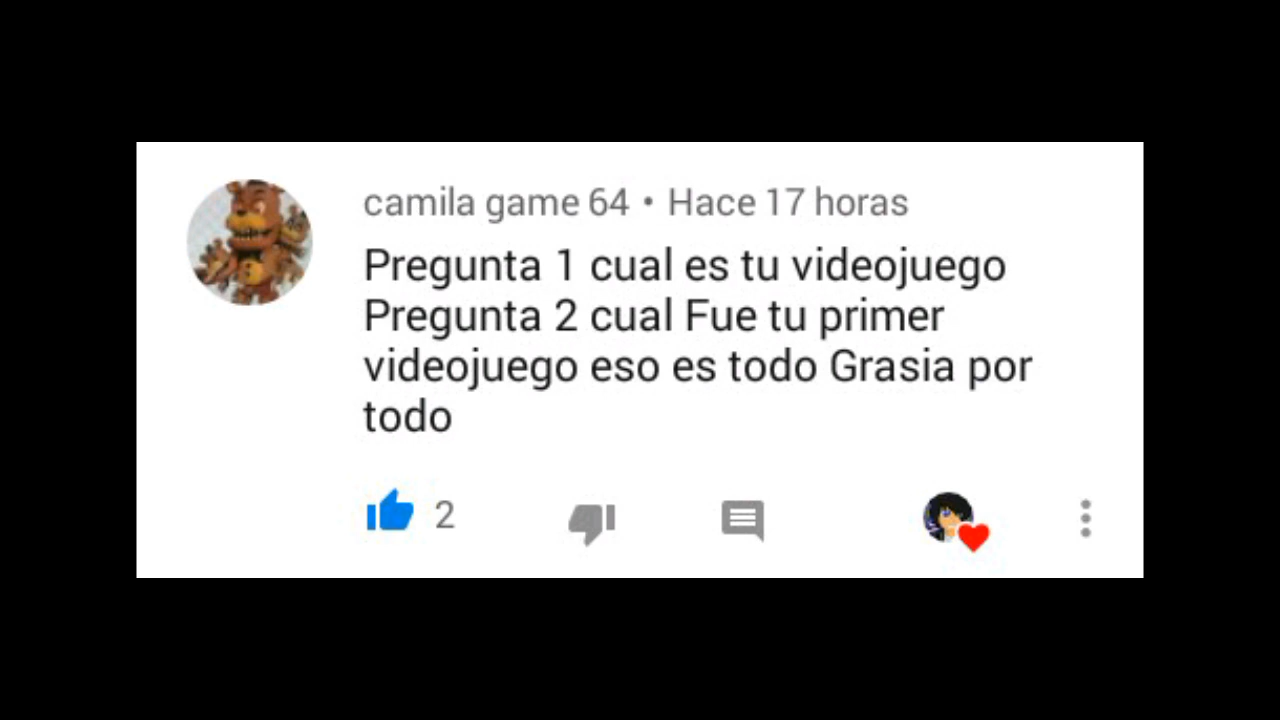 camila game 64 • Hace 17 horas
Pregunta 1 cual es tu videojuego
Pregunta 2 cual Fue tu primer
videojuego eso es todo Grasia por
todo
2